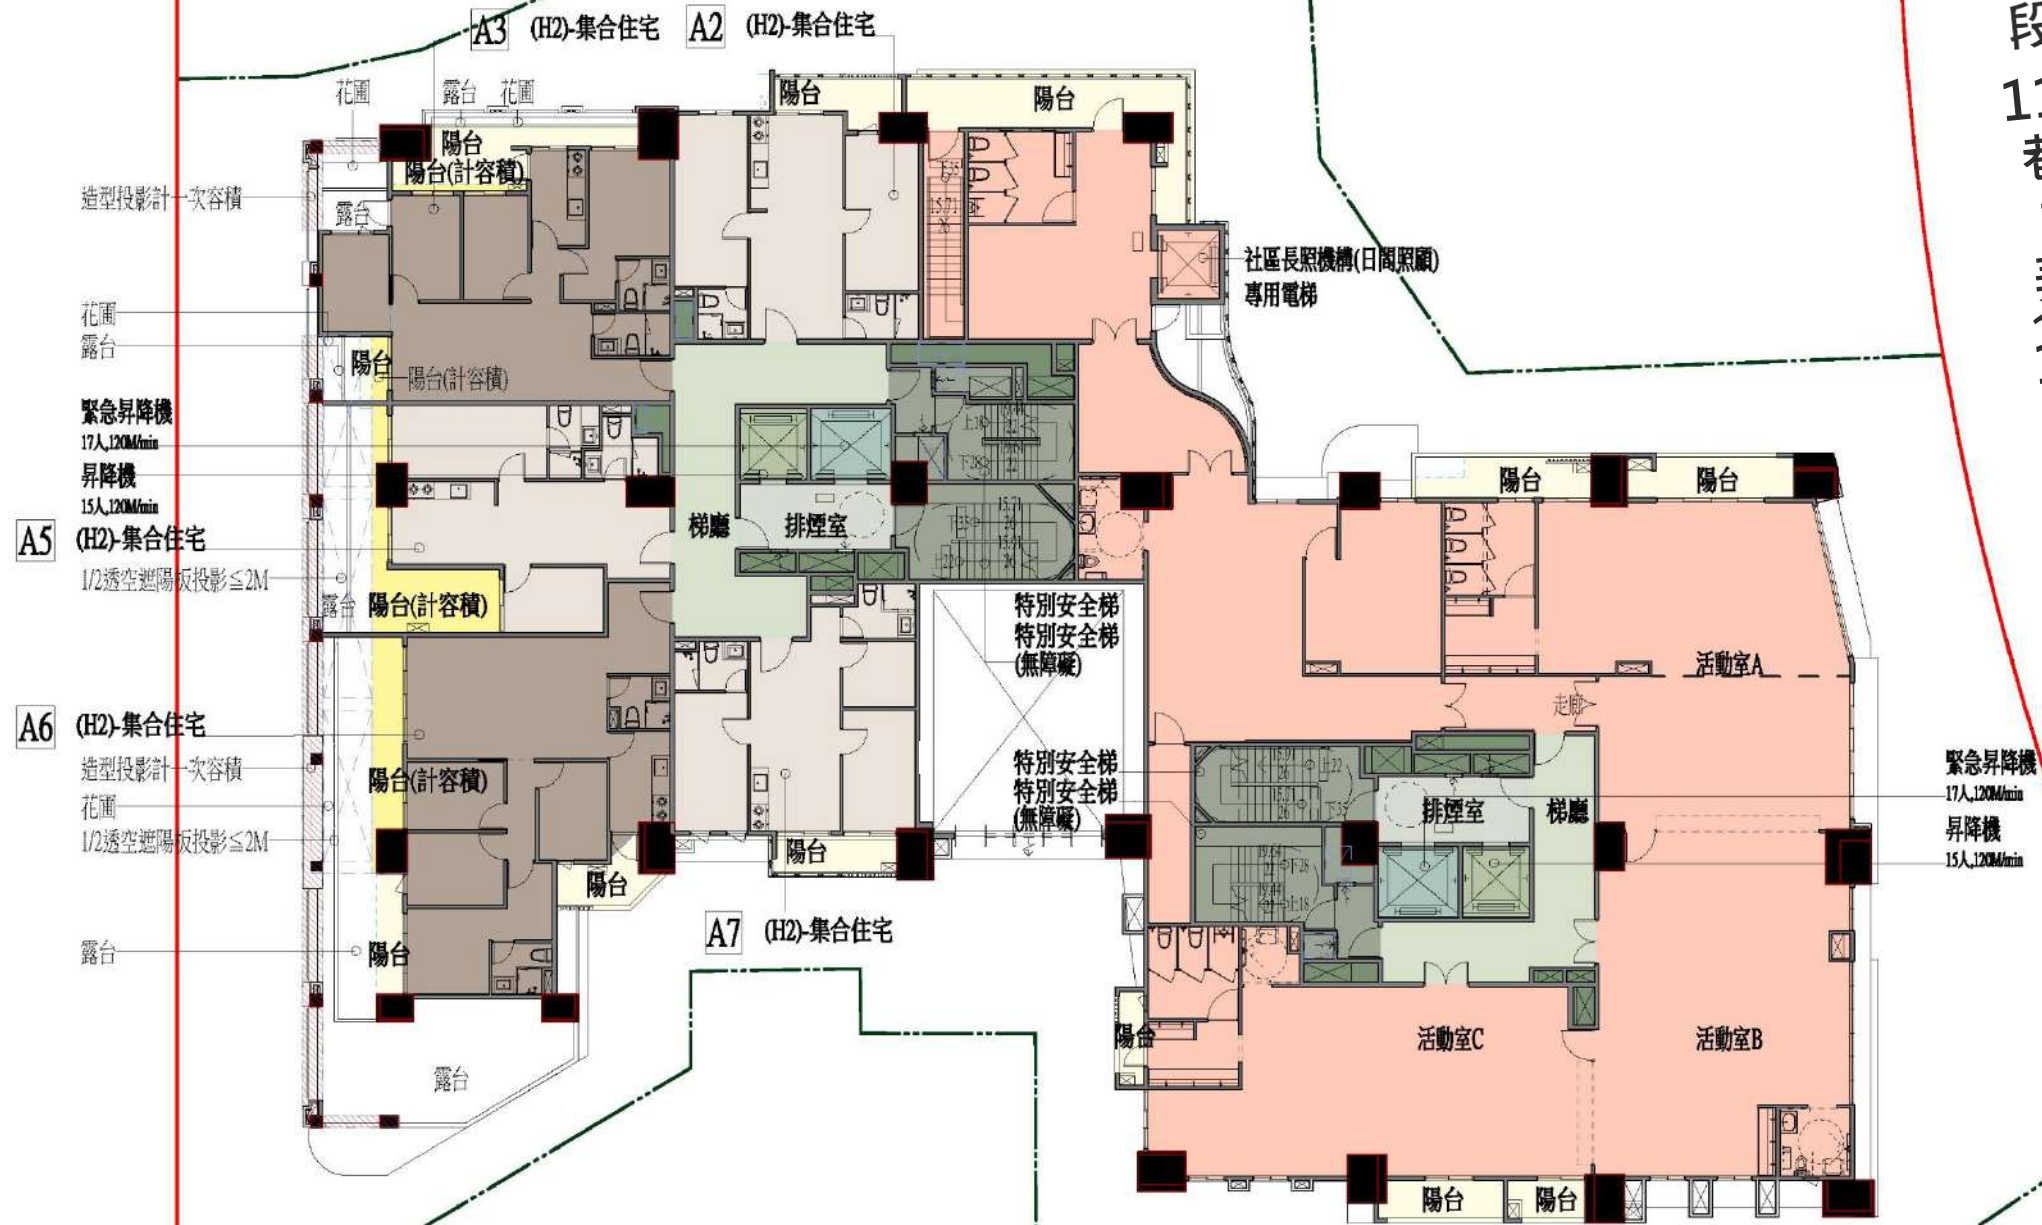 A3 (H2)-集合住宅
A2 (H2)-集合住宅
段
花圃
露台
花圃
陽台
陽台
陽台
陽台(計容積)
造型投影計一次容積
露台
社區長照機構(日間照顧)
專用電梯
花圃
露台
陽台
陽台(計容積)
緊急昇降機
17人,120M/min
昇降機
15人,120M/min
陽台
陽台
A5 (H2)-集合住宅
梯廳
排煙室
1/2透空遮陽板投影≦2M
露台
陽台(計容積)
特別安全梯
特別安全梯
(無障礙)
活動室A
走廊
A6 (H2)-集合住宅
造型投影計一次容積
陽台(計容積)
特別安全梯
特別安全梯
(無障礙)
緊急昇降機
17人,120M/min
昇降機
15人,120M/min
花圃
排煙室
梯廳
1/2透空遮陽板投影≦2M
陽台
陽台
A7 (H2)-集合住宅
露台
陽台
陽台
活動室C
活動室B
露台
陽台
陽台